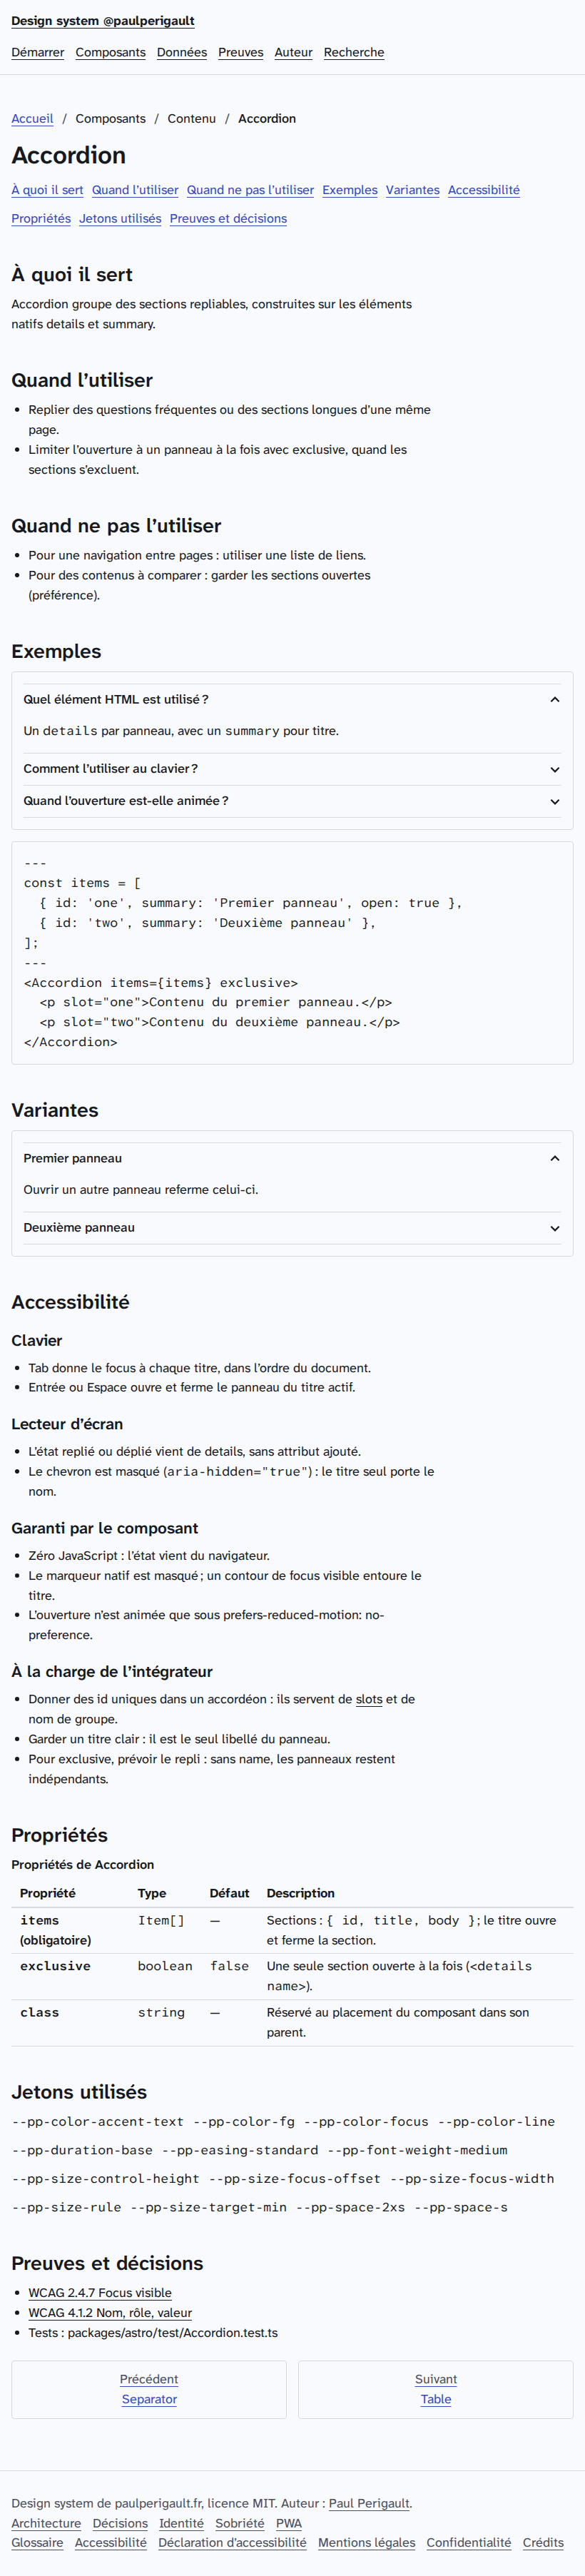 Design system @paulperigault
Démarrer Composants Données Preuves Auteur Recherche
Accueil / Composants / Contenu / Accordion
Accordion
À quoi il sert Quand l’utiliser Quand ne pas l’utiliser Exemples Variantes Accessibilité
Propriétés Jetons utilisés Preuves et décisions
À quoi il sert
Accordion groupe des sections repliables, construites sur les éléments
natifs details et summary.
Quand l’utiliser
• Replier des questions fréquentes ou des sections longues d’une même
page.
• Limiter l’ouverture à un panneau à la fois avec exclusive, quand les
sections s’excluent.
Quand ne pas l’utiliser
• Pour une navigation entre pages : utiliser une liste de liens.
• Pour des contenus à comparer : garder les sections ouvertes
(préférence).
Exemples
Quel élément HTML est utilisé ?
Un details par panneau, avec un summary pour titre.
Comment l’utiliser au clavier ?
Quand l’ouverture est-elle animée ?
---
const items = [
  { id: 'one', summary: 'Premier panneau', open: true },
  { id: 'two', summary: 'Deuxième panneau' },
];
---
<Accordion items={items} exclusive>
  <p slot="one">Contenu du premier panneau.</p>
  <p slot="two">Contenu du deuxième panneau.</p>
</Accordion>
Variantes
Premier panneau
Ouvrir un autre panneau referme celui-ci.
Deuxième panneau
Accessibilité
Clavier
• Tab donne le focus à chaque titre, dans l’ordre du document.
• Entrée ou Espace ouvre et ferme le panneau du titre actif.
Lecteur d’écran
• L’état replié ou déplié vient de details, sans attribut ajouté.
• Le chevron est masqué (aria-hidden="true") : le titre seul porte le
nom.
Garanti par le composant
• Zéro JavaScript : l’état vient du navigateur.
• Le marqueur natif est masqué ; un contour de focus visible entoure le
titre.
• L’ouverture n’est animée que sous prefers-reduced-motion: no-
preference.
À la charge de l’intégrateur
• Donner des id uniques dans un accordéon : ils servent de slots et de
nom de groupe.
• Garder un titre clair : il est le seul libellé du panneau.
• Pour exclusive, prévoir le repli : sans name, les panneaux restent
indépendants.
Propriétés
Propriétés de Accordion
Propriété Type Défaut Description
items Item[] — Sections : { id, title, body } ; le titre ouvre
(obligatoire) et ferme la section.
exclusive boolean false Une seule section ouverte à la fois (<details
name>).
class string — Réservé au placement du composant dans son
parent.
Jetons utilisés
--pp-color-accent-text --pp-color-fg --pp-color-focus --pp-color-line
--pp-duration-base --pp-easing-standard --pp-font-weight-medium
--pp-size-control-height --pp-size-focus-offset --pp-size-focus-width
--pp-size-rule --pp-size-target-min --pp-space-2xs --pp-space-s
Preuves et décisions
• WCAG 2.4.7 Focus visible
• WCAG 4.1.2 Nom, rôle, valeur
• Tests : packages/astro/test/Accordion.test.ts
Précédent
Separator
Suivant
Table
Design system de paulperigault.fr, licence MIT. Auteur : Paul Perigault.
Architecture Décisions Identité Sobriété PWA
Glossaire Accessibilité Déclaration d’accessibilité Mentions légales Confidentialité Crédits